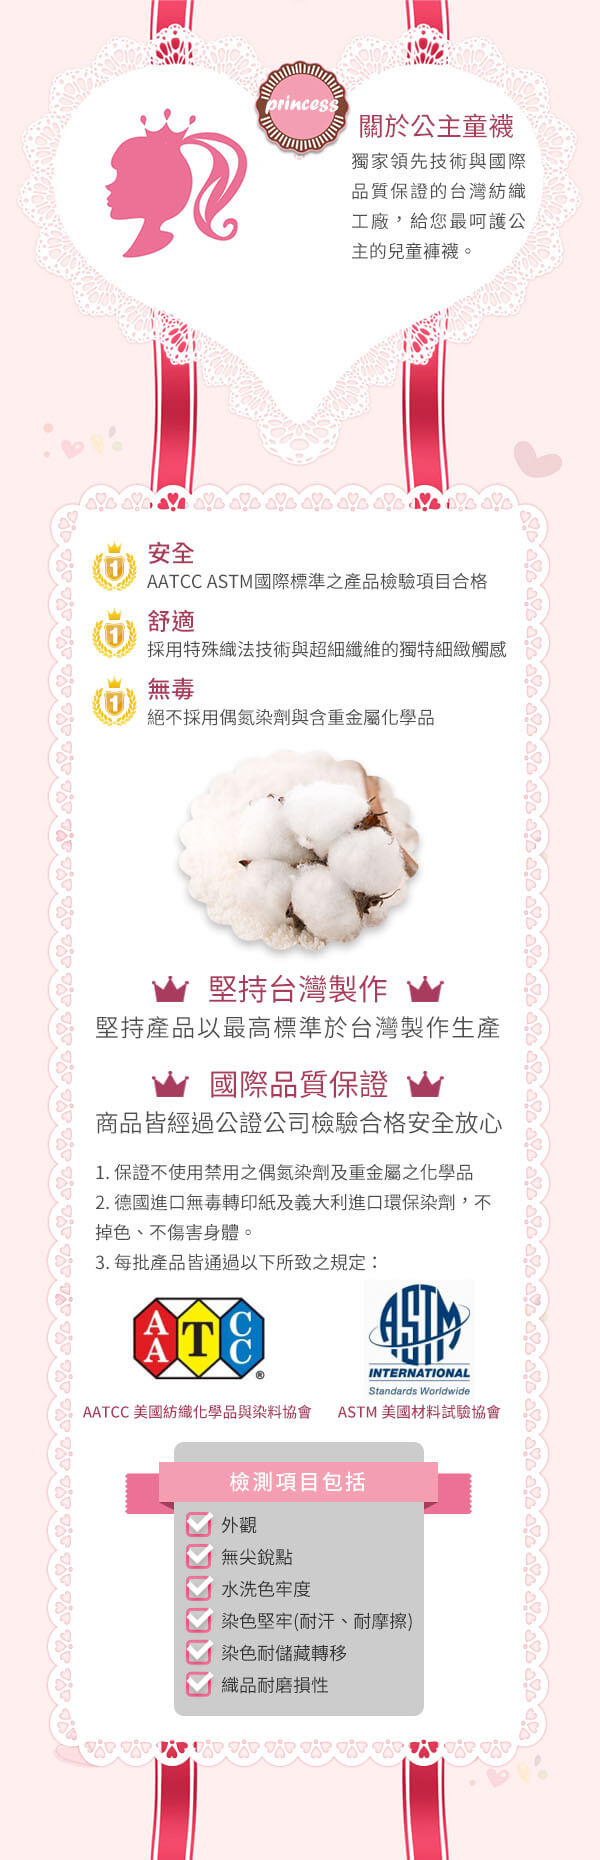 princess
關於公主童襪
獨家領先技術與國際
品質保證的台灣紡織
工廠，給您最呵護公
主的兒童褲襪。
1
安全
AATCC ASTM國際標準之產品檢驗項目合格
1
舒適
採用特殊織法技術與超細纖維的獨特細緻觸感
1
無毒
絕不採用偶氮染劑與含重金屬化學品
堅持台灣製作
堅持產品以最高標準於台灣製作生產
國際品質保證
商品皆經過公證公司檢驗合格安全放心
1. 保證不使用禁用之偶氮染劑及重金屬之化學品
2. 德國進口無毒轉印紙及義大利進口環保染劑，不
掉色、不傷害身體。
3. 每批產品皆通過以下所致之規定：
AATCC®
ASTM
INTERNATIONAL
Standards Worldwide
AATCC 美國紡織化學品與染料協會
ASTM 美國材料試驗協會
檢測項目包括
外觀
無尖銳點
水洗色牢度
染色堅牢(耐汗、耐摩擦)
染色耐儲藏轉移
織品耐磨損性